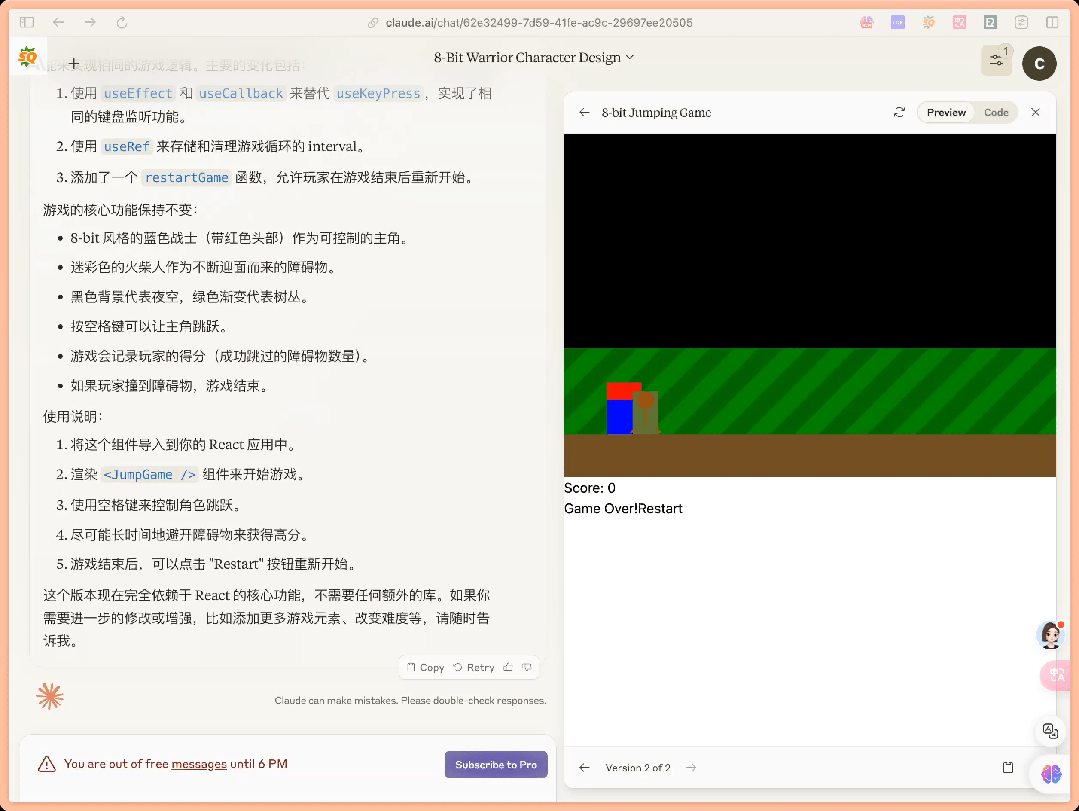 claude.ai/chat/62e32499-7d59-41fe-ac9c-29697ee20505
8-Bit Warrior Character Design
1
C
能来实现相同的游戏逻辑。主要的变化包括：
1. 使用 useEffect 和 useCallback 来替代 useKeyPress，实现了相
同的键盘监听功能。
2. 使用 useRef 来存储和清理游戏循环的 interval。
3. 添加了一个 restartGame 函数，允许玩家在游戏结束后重新开始。
游戏的核心功能保持不变：
• 8-bit 风格的蓝色战士（带红色头部）作为可控制的主角。
• 迷彩色的火柴人作为不断迎面而来的障碍物。
• 黑色背景代表夜空，绿色渐变代表树丛。
• 按空格键可以让主角跳跃。
• 游戏会记录玩家的得分（成功跳过的障碍物数量）。
• 如果玩家撞到障碍物，游戏结束。
使用说明：
1. 将这个组件导入到你的 React 应用中。
2. 渲染 <JumpGame /> 组件来开始游戏。
3. 使用空格键来控制角色跳跃。
4. 尽可能长时间地避开障碍物来获得高分。
5. 游戏结束后，可以点击 "Restart" 按钮重新开始。
这个版本现在完全依赖于 React 的核心功能，不需要任何额外的库。如果你
需要进一步的修改或增强，比如添加更多游戏元素、改变难度等，请随时告
诉我。
Copy Retry
Claude can make mistakes. Please double-check responses.
You are out of free messages until 6 PM
Subscribe to Pro
8-bit Jumping Game
Preview Code
Score: 0
Game Over!Restart
Version 2 of 2